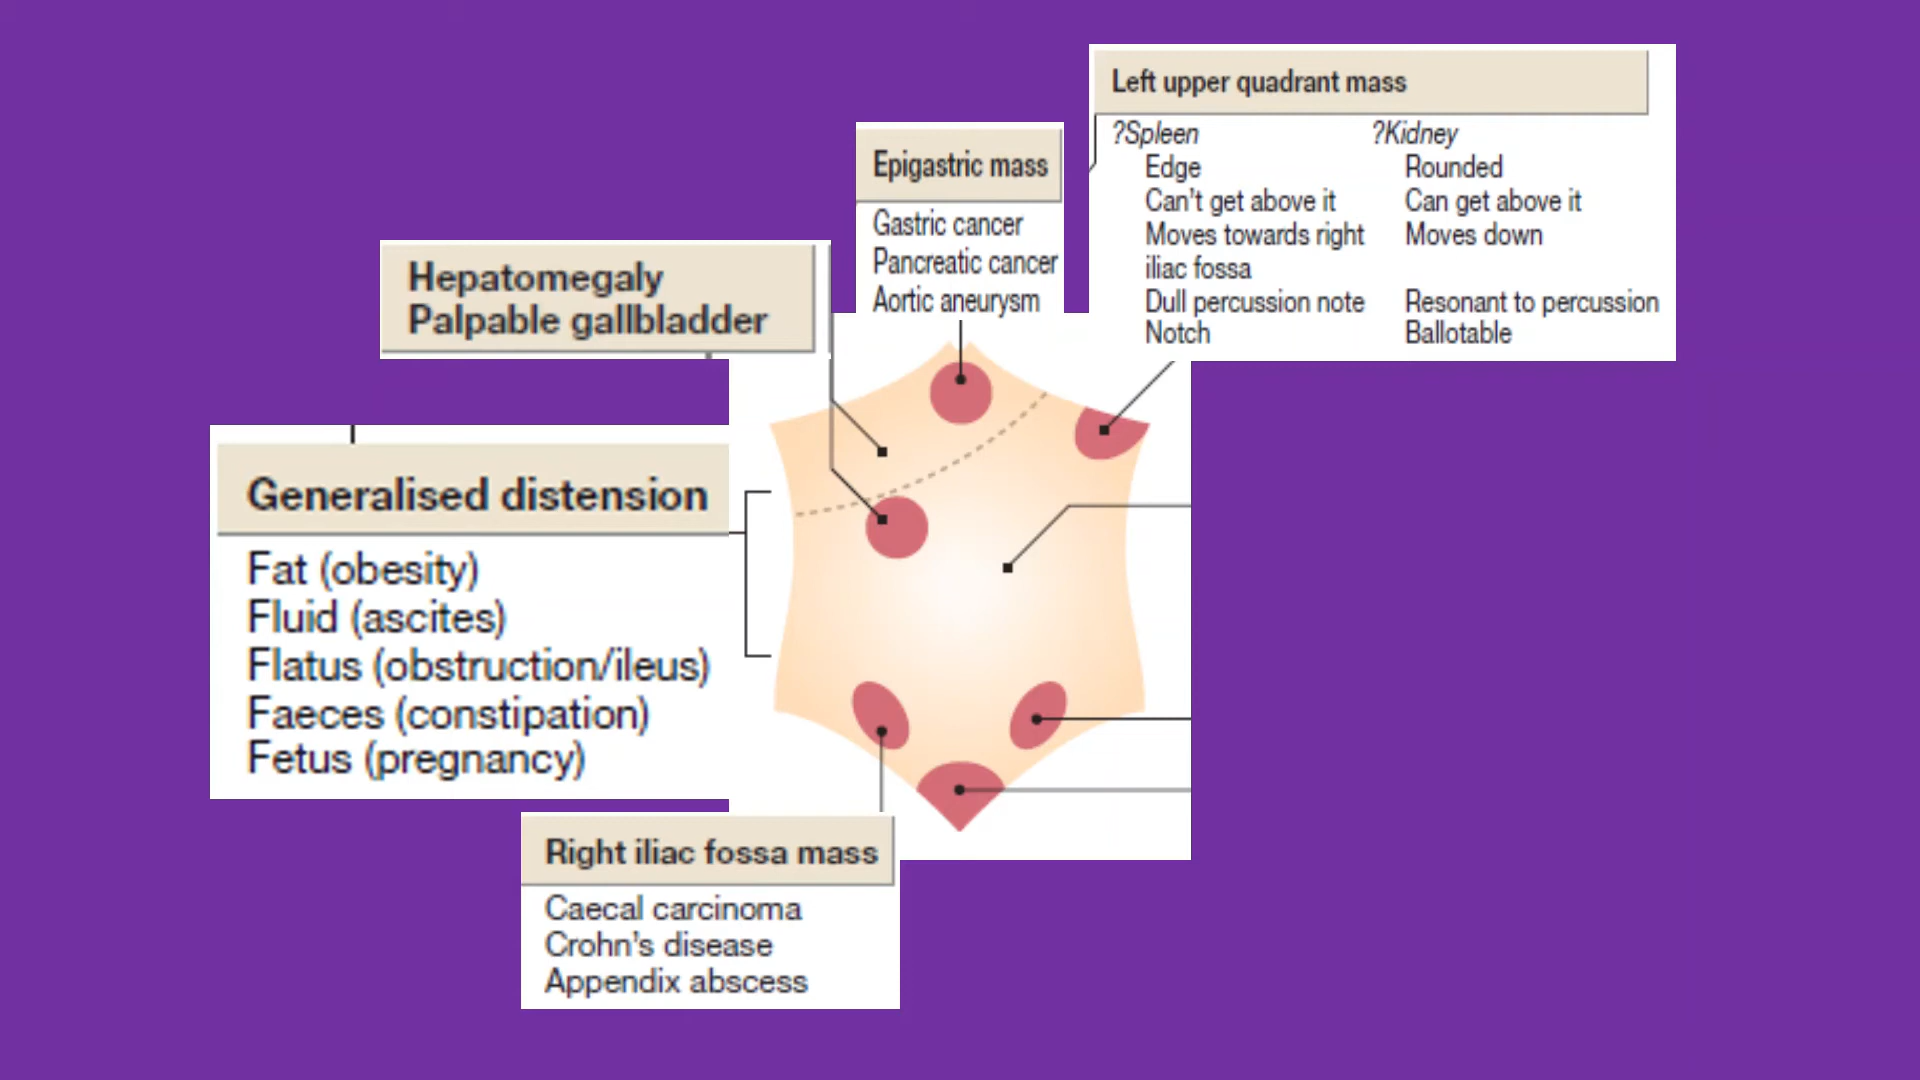 Left upper quadrant mass
?Spleen
Edge
Can't get above it
Moves towards right
iliac fossa
Dull percussion note
Notch
?Kidney
Rounded
Can get above it
Moves down
Resonant to percussion
Ballotable
Epigastric mass
Gastric cancer
Pancreatic cancer
Aortic aneurysm
Hepatomegaly
Palpable gallbladder
Generalised distension
Fat (obesity)
Fluid (ascites)
Flatus (obstruction/ileus)
Faeces (constipation)
Fetus (pregnancy)
Right iliac fossa mass
Caecal carcinoma
Crohn's disease
Appendix abscess